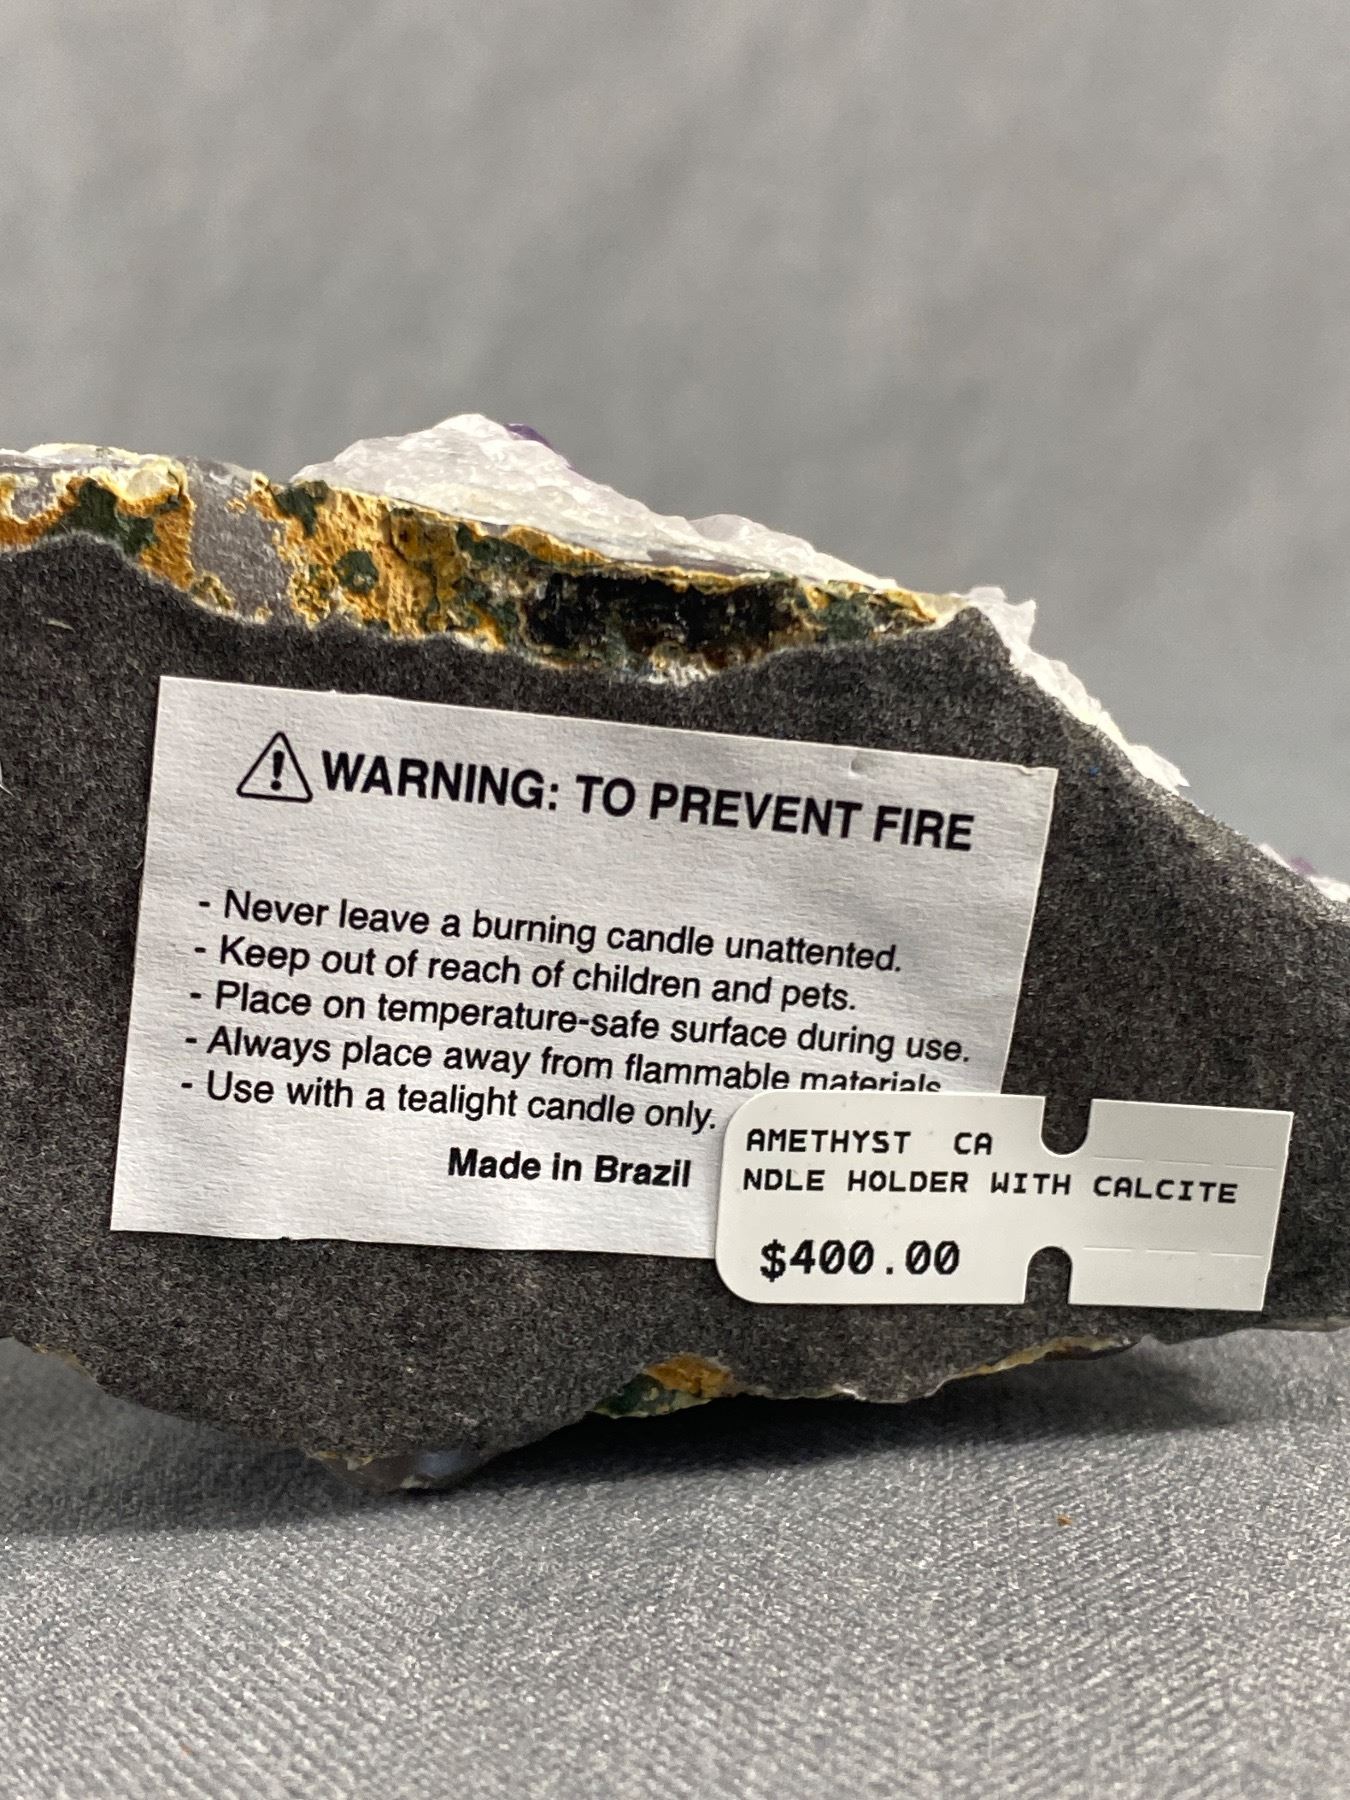 WARNING: TO PREVENT FIRE
- Never leave a burning candle unattented.
- Keep out of reach of children and pets.
- Place on temperature-safe surface during use.
- Always place away from flammable materials
- Use with a tealight candle only.
Made in Brazil
AMETHYST CA
NDLE HOLDER WITH CALCITE
$400.00